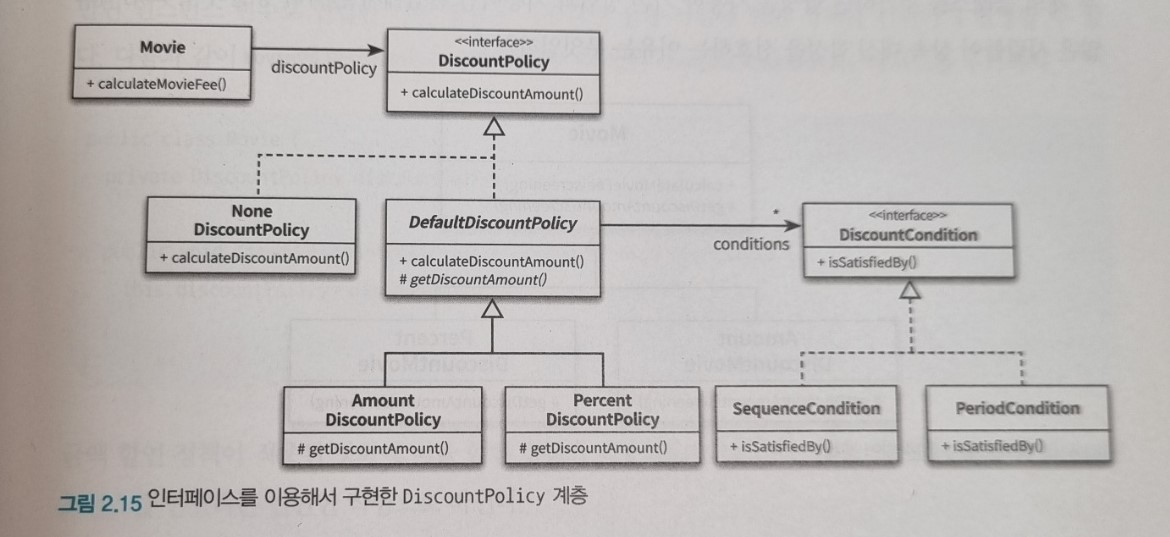 Movie
+ calculateMovieFee()
discountPolicy
<<interface>>
DiscountPolicy
+ calculateDiscountAmount()
None
DiscountPolicy
+ calculateDiscountAmount()
DefaultDiscountPolicy
+ calculateDiscountAmount()
# getDiscountAmount()
*
conditions
<<interface>>
DiscountCondition
+ isSatisfiedBy()
Amount
DiscountPolicy
# getDiscountAmount()
Percent
DiscountPolicy
# getDiscountAmount()
SequenceCondition
+ isSatisfiedBy()
PeriodCondition
+ isSatisfiedBy()
그림 2.15 인터페이스를 이용해서 구현한 DiscountPolicy 계층